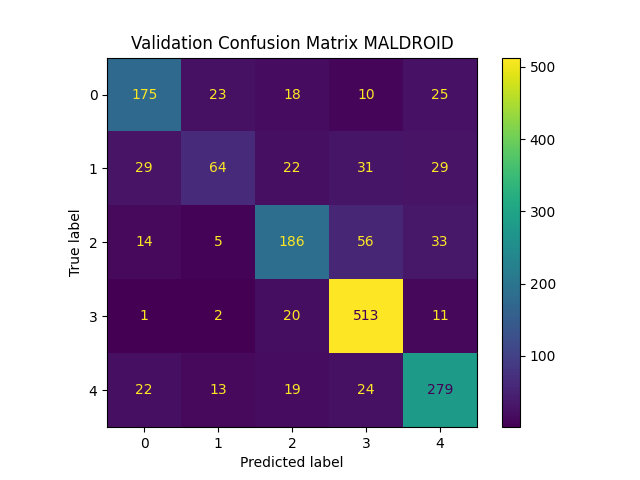 Validation Confusion Matrix MALDROID
0 175 23 18 10 25
1 29 64 22 31 29
2 14 5 186 56 33
3 1 2 20 513 11
4 22 13 19 24 279
0 1 2 3 4
Predicted label
True label
500
400
300
200
100